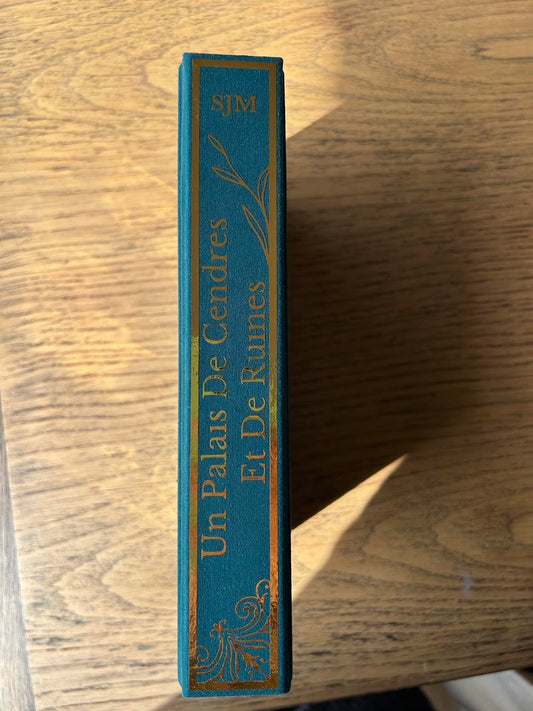 SJM
Un Palais De Cendres
Et De Ruines